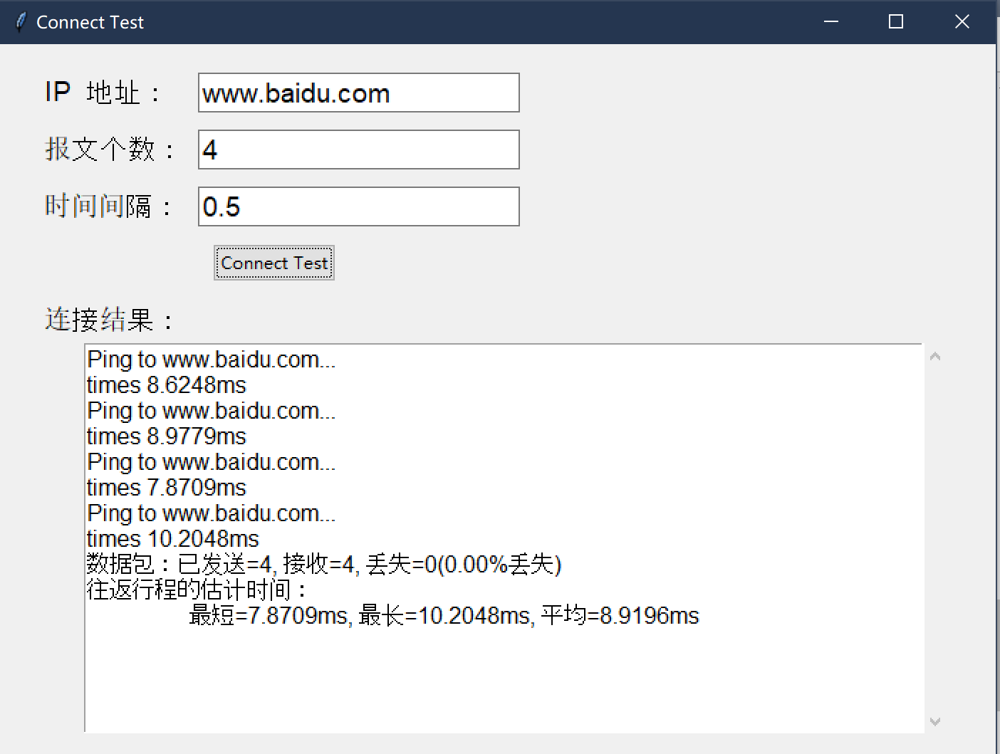 Connect Test
IP 地址：
www.baidu.com
报文个数：
4
时间间隔：
0.5
Connect Test
连接结果：
Ping to www.baidu.com...
times 8.6248ms
Ping to www.baidu.com...
times 8.9779ms
Ping to www.baidu.com...
times 7.8709ms
Ping to www.baidu.com...
times 10.2048ms
数据包：已发送=4, 接收=4, 丢失=0(0.00%丢失)
往返行程的估计时间：
最短=7.8709ms, 最长=10.2048ms, 平均=8.9196ms